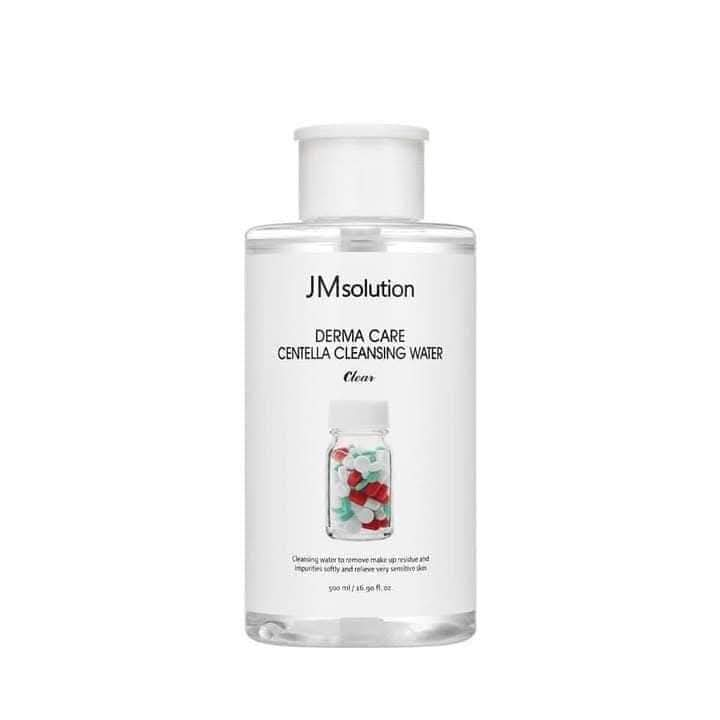 JMsolution
DERMA CARE
CENTELLA CLEANSING WATER
Clear
Cleansing water to remove make up residue and
impurities softly and relieve very sensitive skin
500 ml / 16.90 fl. oz